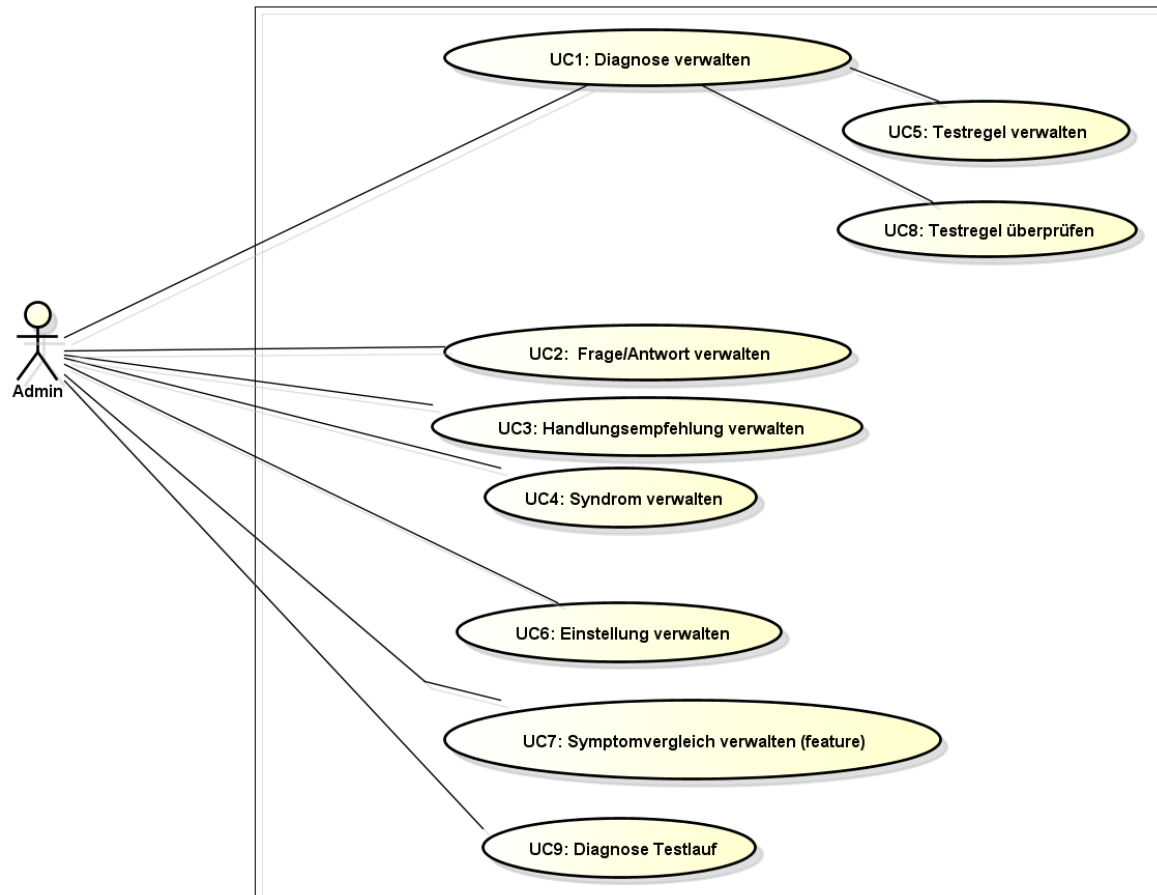 UC1: Diagnose verwalten
UC5: Testregel verwalten
UC8: Testregel überprüfen
Admin
UC2: Frage/Antwort verwalten
UC3: Handlungsempfehlung verwalten
UC4: Syndrom verwalten
UC6: Einstellung verwalten
UC7: Symptomvergleich verwalten (feature)
UC9: Diagnose Testlauf